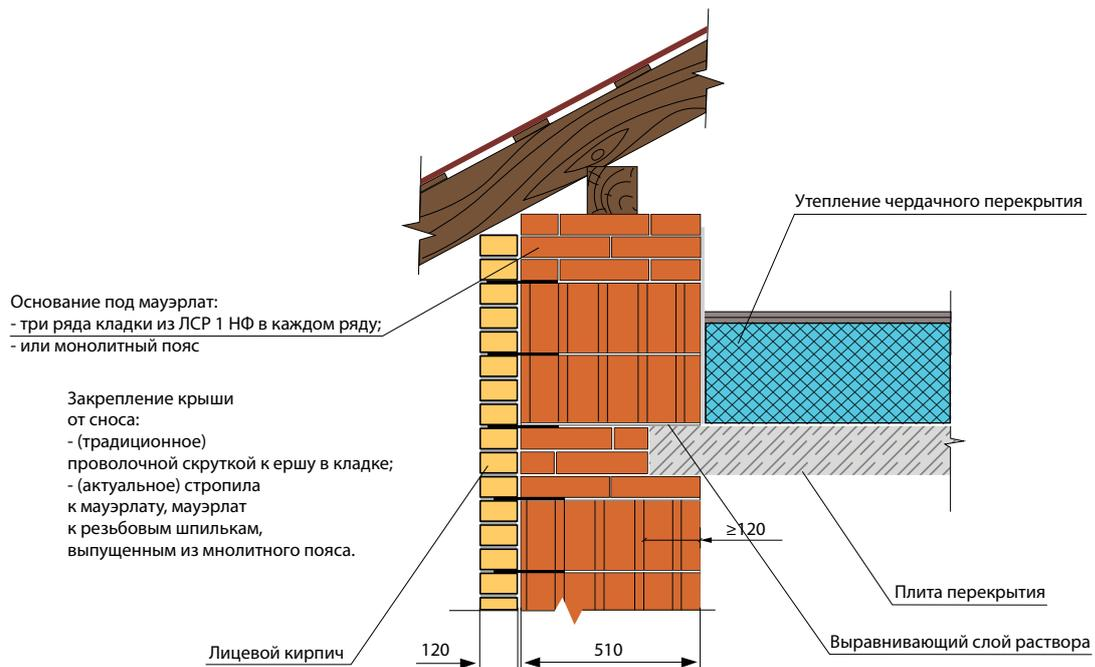 Утепление чердачного перекрытия
Основание под мауэрлат:
- три ряда кладки из ЛСР 1 НФ в каждом ряду;
- или монолитный пояс
Закрепление крыши
от сноса:
- (традиционное)
проволочной скруткой к ершу в кладке;
- (актуальное) стропила
к мауэрлату, мауэрлат
к резьбовым шпилькам,
выпущенным из мнолитного пояса.
≥120
Плита перекрытия
Выравнивающий слой раствора
Лицевой кирпич
120
510